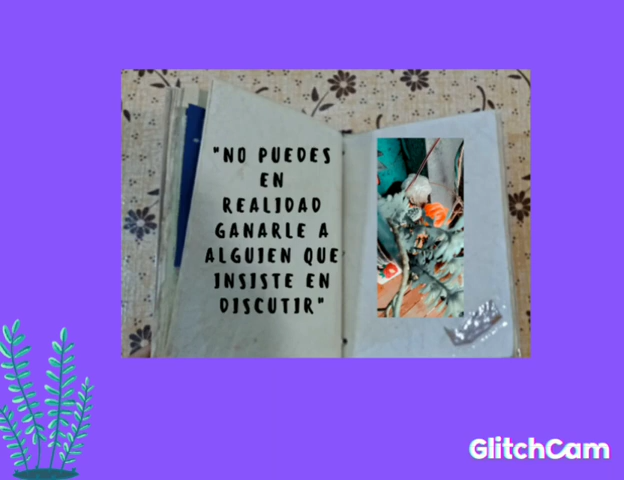 "NO PUEDES
EN
REALIDAD
GANARLE A
ALGUIEN QUE
INSISTE EN
DISCUTIR"
GlitchCam